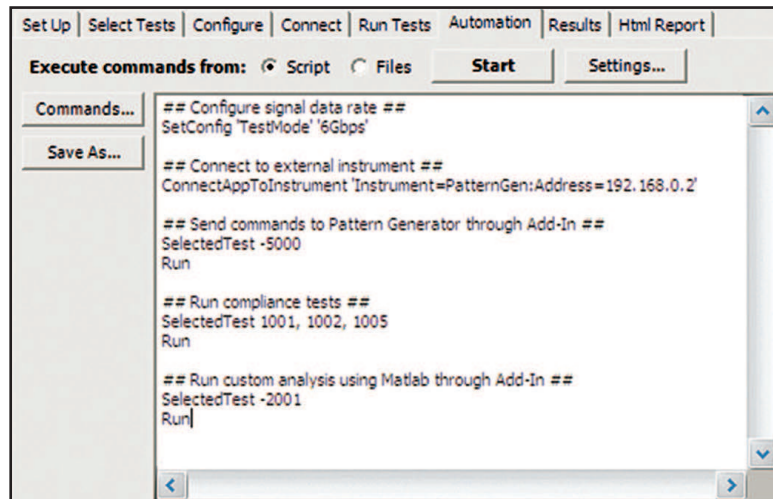 Set Up | Select Tests | Configure | Connect | Run Tests | Automation | Results | Html Report
Execute commands from: Script Files Start Settings...
Commands...
Save As...
## Configure signal data rate ##
SetConfig 'TestMode' '6Gbps'
## Connect to external instrument ##
ConnectAppToInstrument 'Instrument=PatternGen:Address=192.168.0.2'
## Send commands to Pattern Generator through Add-In ##
SelectedTest -5000
Run
## Run compliance tests ##
SelectedTest 1001, 1002, 1005
Run
## Run custom analysis using Matlab through Add-In ##
SelectedTest -2001
Run